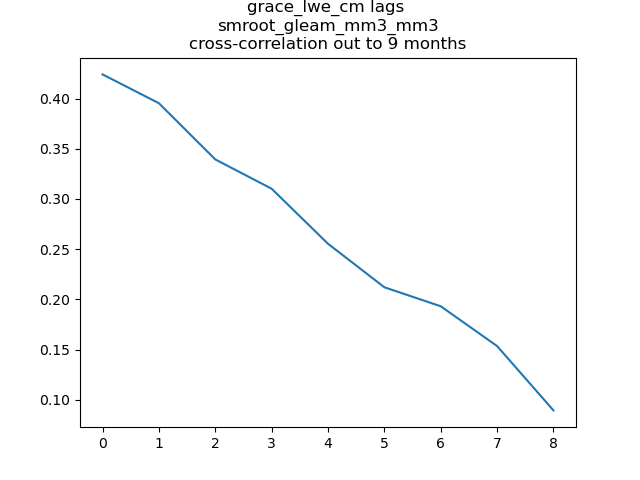 grace_lwe_cm lags
smroot_gleam_mm3_mm3
cross-correlation out to 9 months
0.40
0.35
0.30
0.25
0.20
0.15
0.10
0 1 2 3 4 5 6 7 8